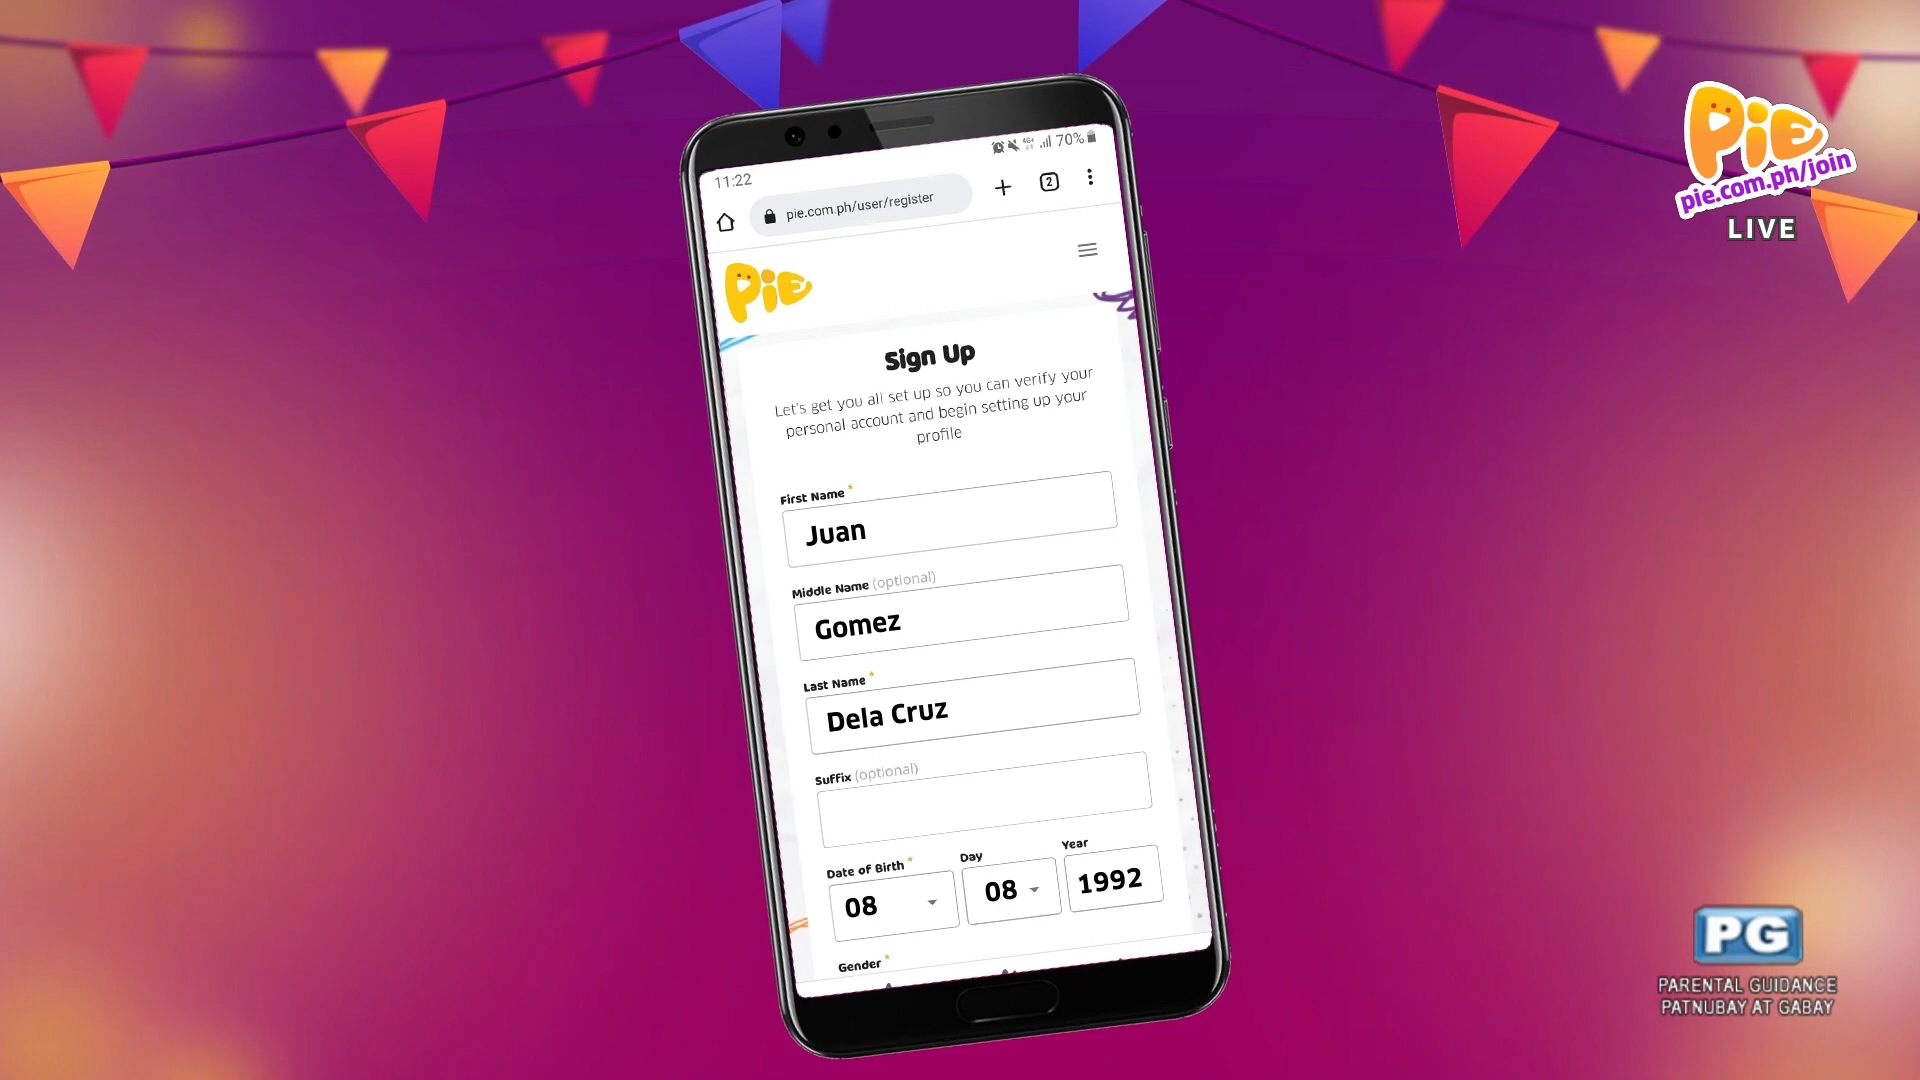 11:22
70%
pie.com.ph/user/register
2
PiE
Sign Up
Let's get you all set up so you can verify your
personal account and begin setting up your
profile
First Name *
Juan
Middle Name (optional)
Gomez
Last Name *
Dela Cruz
Suffix (optional)
Date of Birth * Day Year
08 08 1992
Gender *
PiE
pie.com.ph/join
LIVE
PG
PARENTAL GUIDANCE
PATNUBAY AT GABAY